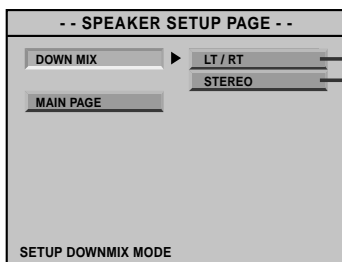 - - SPEAKER SETUP PAGE - -
DOWN MIX
LT / RT
STEREO
MAIN PAGE
SETUP DOWNMIX MODE